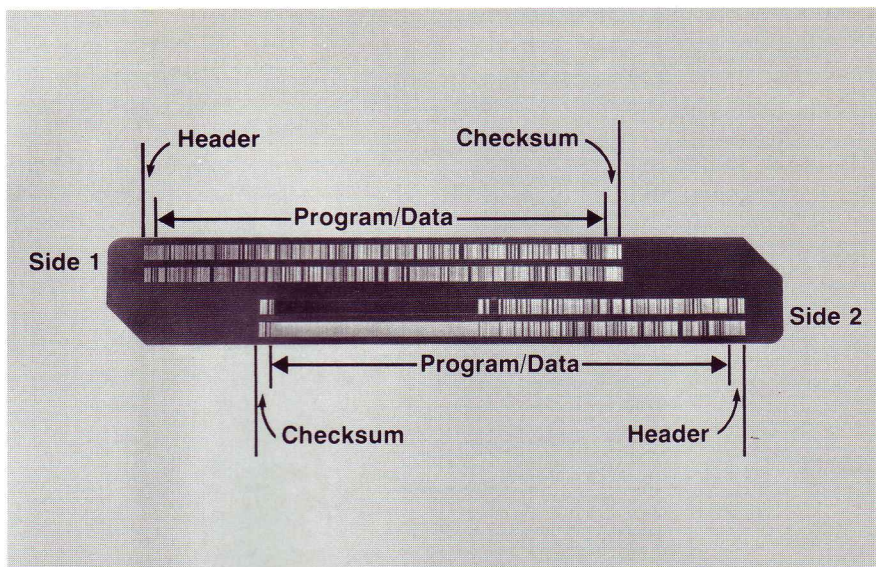 Header
Checksum
Program/Data
Side 1
Side 2
Program/Data
Checksum
Header